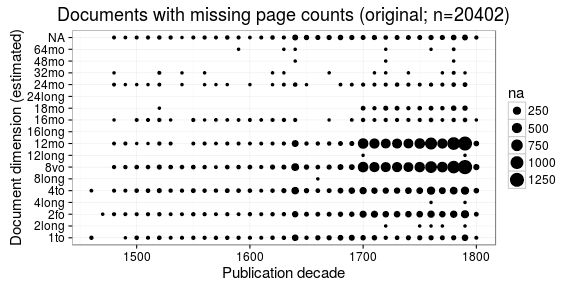 Documents with missing page counts (original; n=20402)
Document dimension (estimated)
NA
64mo
48mo
32mo
24mo
24long
18mo
16mo
16long
12mo
12long
8vo
8long
4to
4long
2fo
2long
1to
1500 1600 1700 1800
Publication decade
na
250
500
750
1000
1250